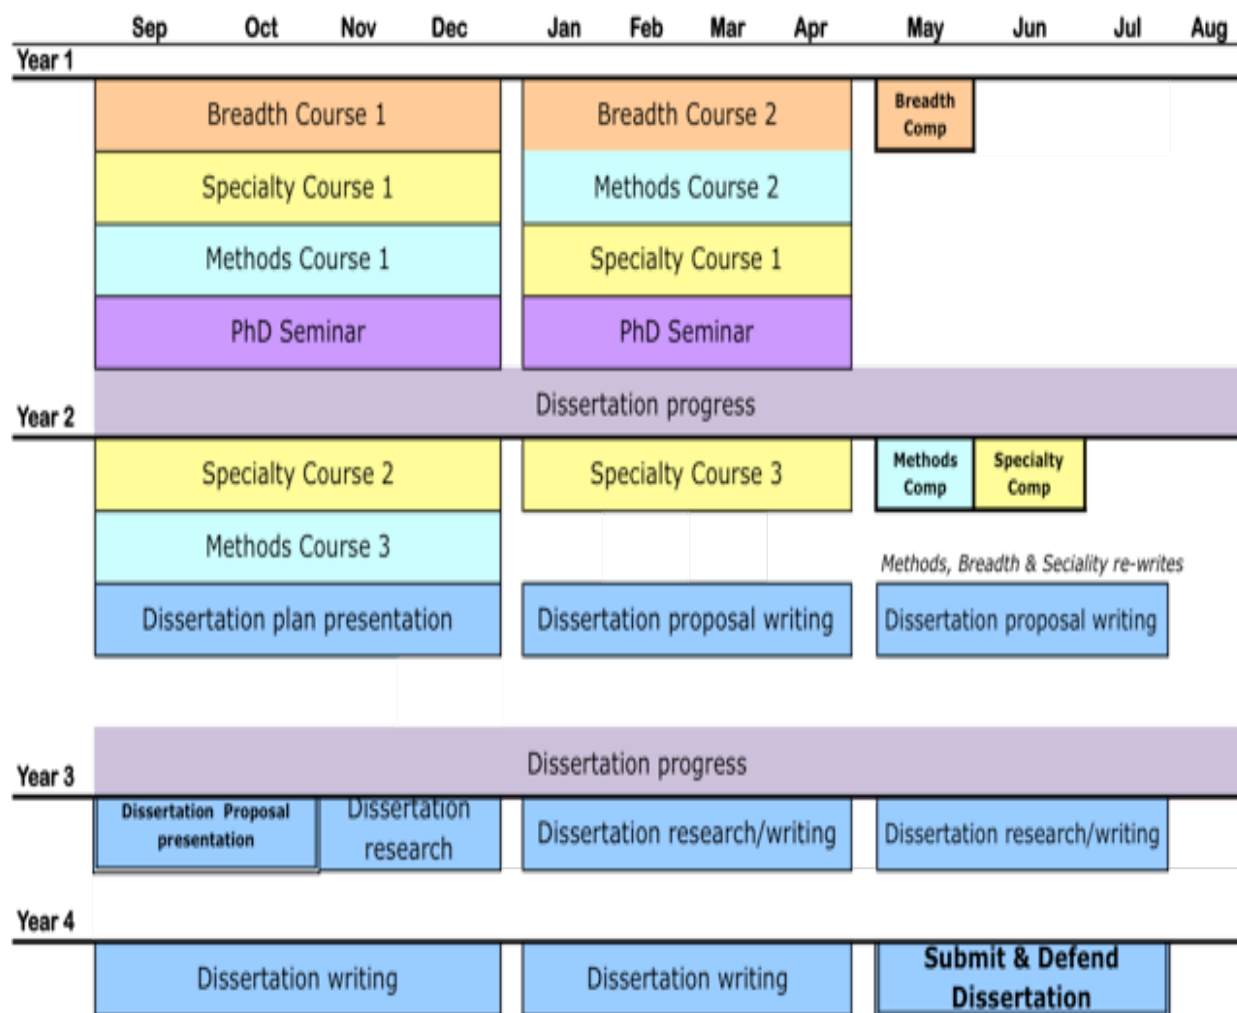 Sep Oct Nov Dec Jan Feb Mar Apr May Jun Jul Aug
Year 1
Breadth Course 1 Breadth Course 2 Breadth
Comp
Specialty Course 1 Methods Course 2
Methods Course 1 Specialty Course 1
PhD Seminar PhD Seminar
Dissertation progress
Year 2
Specialty Course 2 Specialty Course 3 Methods
Comp Specialty
Comp
Methods Course 3
Methods, Breadth & Seciality re-writes
Dissertation plan presentation Dissertation proposal writing Dissertation proposal writing
Dissertation progress
Year 3
Dissertation Proposal
presentation Dissertation
research Dissertation research/writing Dissertation research/writing
Year 4
Dissertation writing Dissertation writing Submit & Defend
Dissertation